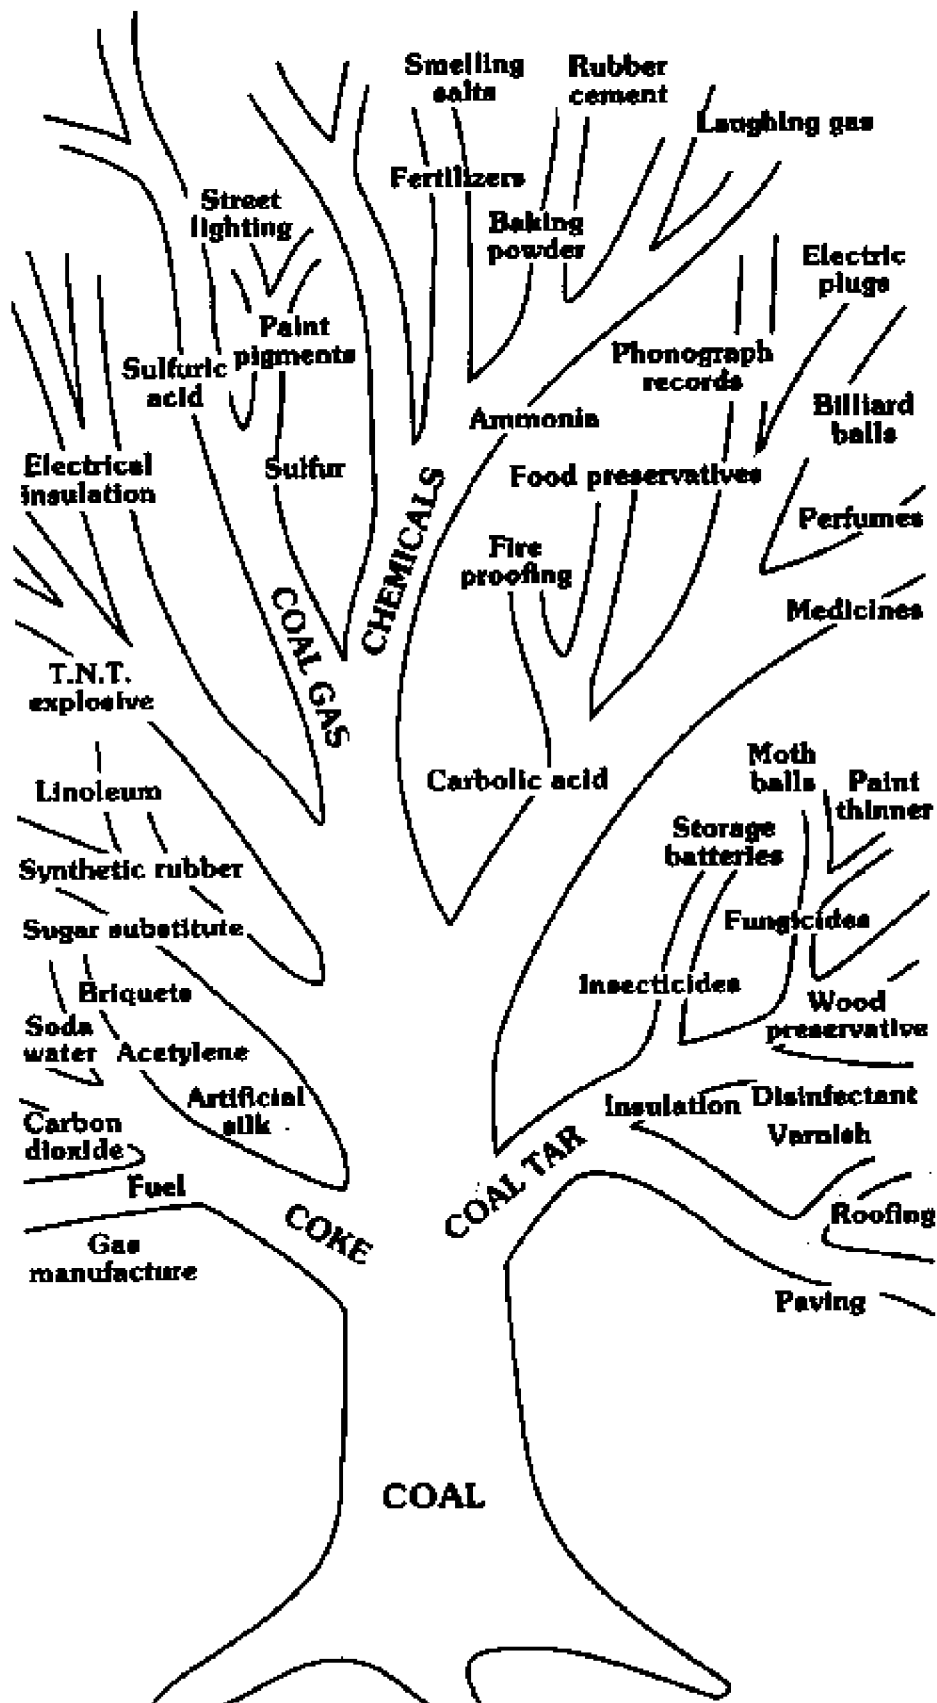 Smelling
salts
Rubber
cement
Laughing gas
Fertilizers
Street
lighting
Baking
powder
Electric
plugs
Paint
pigments
Sulfuric
acid
Phonograph
records
Ammonia
Billiard
balls
Electrical
insulation
Sulfur
Food preservatives
Perfumes
CHEMICALS
Fire
proofing
Medicines
COAL GAS
T.N.T.
explosive
Linoleum
Carbolic acid
Moth
balls
Paint
thinner
Storage
batteries
Synthetic rubber
Sugar substitute
Fungicides
Briquets
Insecticides
Wood
preservative
Soda
water
Acetylene
Artificial
silk
Insulation
Disinfectant
Varnish
Carbon
dioxide
Fuel
COKE
COAL TAR
Roofing
Gas
manufacture
Paving
COAL